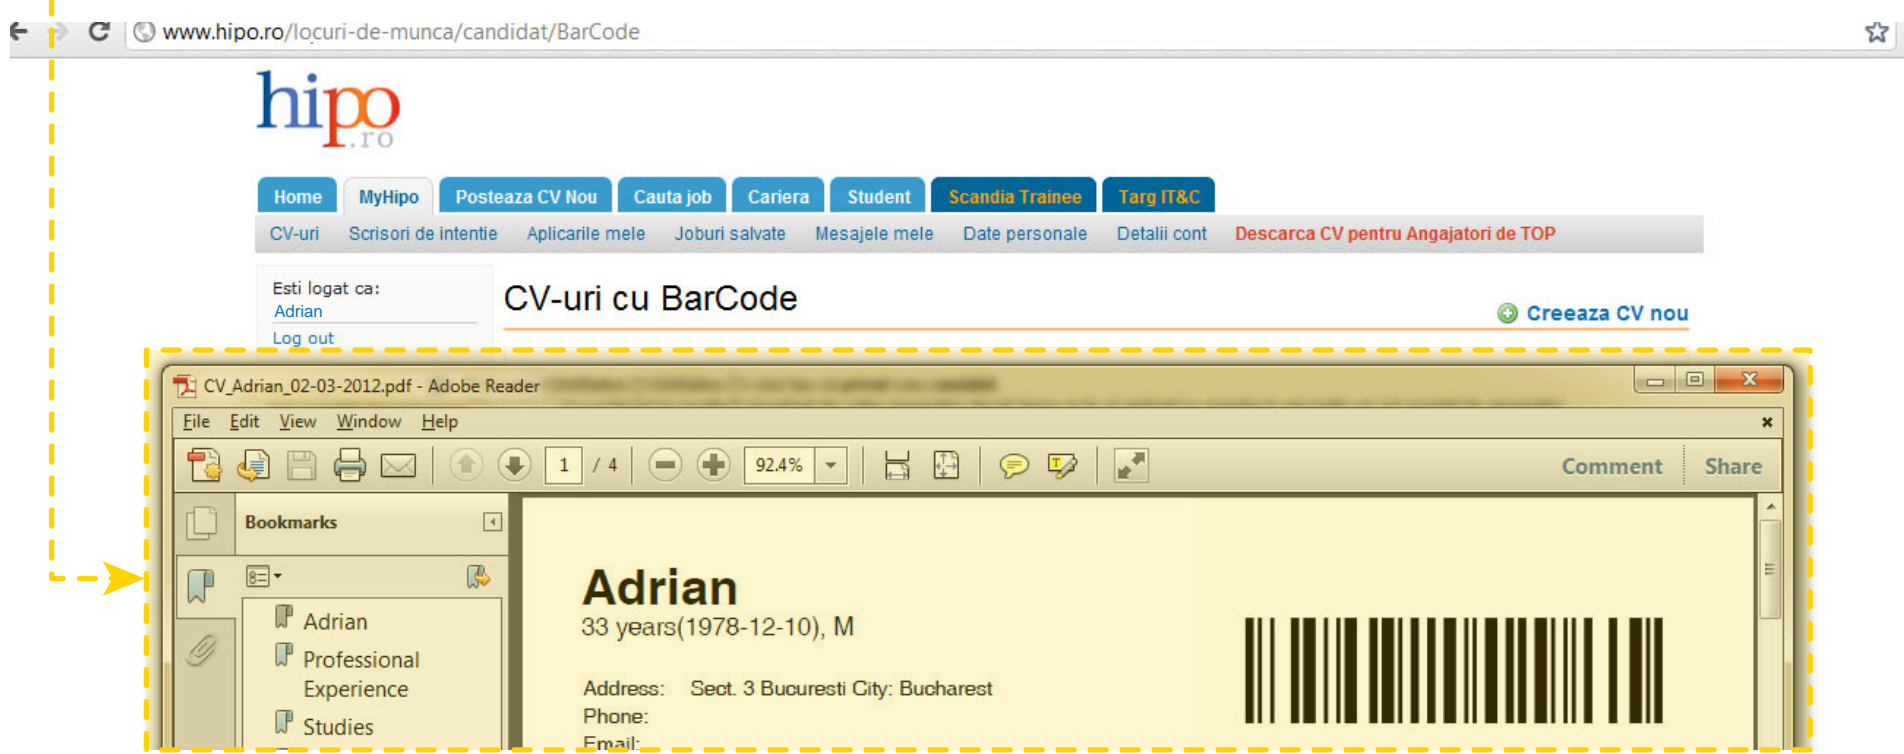 www.hipo.ro/locuri-de-munca/candidat/BarCode
hipo
.ro
Home MyHipo Posteaza CV Nou Cauta job Cariera Student Scandia Trainee Targ IT&C
CV-uri Scrisori de intentie Aplicarile mele Joburi salvate Mesajele mele Date personale Detalii cont Descarca CV pentru Angajatori de TOP
Esti logat ca:
Adrian
Log out
CV-uri cu BarCode
Creeaza CV nou
CV_Adrian_02-03-2012.pdf - Adobe Reader
File Edit View Window Help
1 / 4 92.4% Comment Share
Bookmarks
Adrian
Professional
Experience
Studies
Adrian
33 years(1978-12-10), M
Address: Sect. 3 Bucuresti City: Bucharest
Phone:
Email: